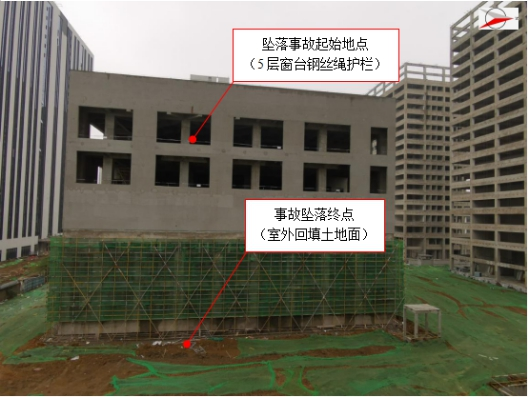 坠落事故起始地点
（5层窗台钢丝绳护栏）
事故坠落终点
（室外回填土地面）